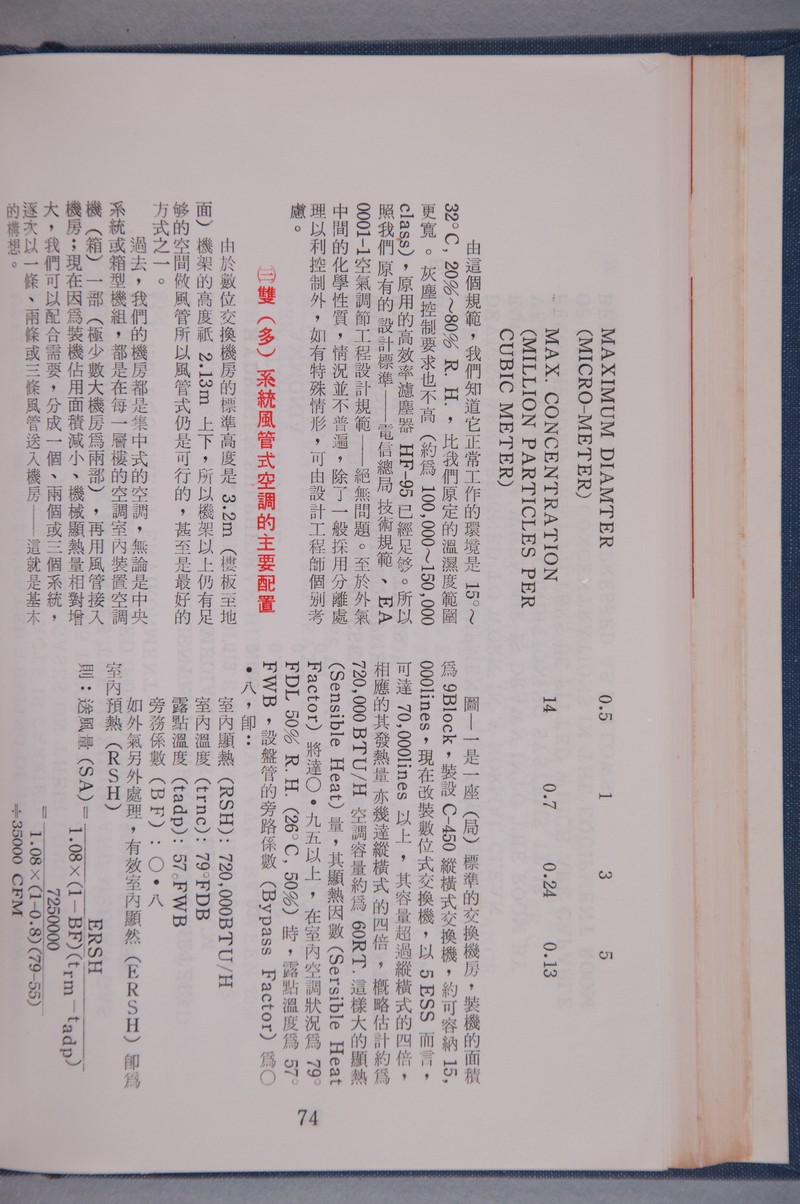 MAXIMUM DIAMTER 0.5 1 3 5
(MICRO-METER)
MAX. CONCENTRATION 14 0.7 0.24 0.13
(MILLION PARTICLES PER
CUBIC METER)
由這個規範，我們知道它正常工作的環境是 15°～
32°C, 20%～80% R. H.，比我們原定的溫濕度範圍
更寬。灰塵控制要求也不高（約爲 100,000～150,000
class），原用的高效率濾塵器 HF-95 已經足够。所以
照我們原有的設計標準——電信總局技術規範、EA
0001-1空氣調節工程設計規範——絕無問題。至於外氣
中間的化學性質，情況並不普遍，除了一般採用分離處
理以利控制外，如有特殊情形，可由設計工程師個別考
慮。
㈢雙（多）系統風管式空調的主要配置
由於數位交換機房的標準高度是 3.2m（樓板至地
面）機架的高度祇 2.13m 上下，所以機架以上仍有足
够的空間做風管所以風管式仍是可行的，甚至是最好的
方式之一。
過去，我們的機房都是集中式的空調，無論是中央
系統或箱型機組，都是在每一層樓的空調室內裝置空調
機（箱）一部（極少數大機房爲兩部），再用風管接入
機房；現在因爲裝機佔用面積減小、機械顯熱量相對增
大，我們可以配合需要，分成一個、兩個或三個系統，
逐次以一條、兩條或三條風管送入機房——這就是基本
的構想。
圖—一是一座（局）標準的交換機房，裝機的面積
爲 9Block，裝設 C-450 縱橫式交換機，約可容納 15,
000lines，現在改裝數位式交換機，以 5 ESS 而言，
可達 70,000lines 以上，其容量超過縱橫式的四倍，
相應的其發熱量亦幾達縱橫式的四倍，概略估計約爲
720,000 BTU/H 空調容量約爲 60RT. 這樣大的顯熱
(Sensible Heat) 量，其顯熱因數 (Sersible Heat
Factor) 將達○•九五以上，在室內空調狀況爲 79°
FDL 50% R. H. (26°C, 50%) 時，露點溫度爲 57°
FWB，設盤管的旁路係數 (Bypass Factor) 爲○
•八，卽：
室內顯熱 (RSH): 720,000BTU/H
室內溫度 (trnc): 79°FDB
露點溫度 (tadp): 57°FWB
旁務係數 (BF)：○•八
如外氣另外處理，有效室內顯然（ERSH）卽爲
室內預熱（RSH）
則：送風量 (SA) = ERSH
1.08×(1－BF)(trm－tadp)
= 7250000
1.08×(1-0.8)(79-55)
≑35000 CFM
74